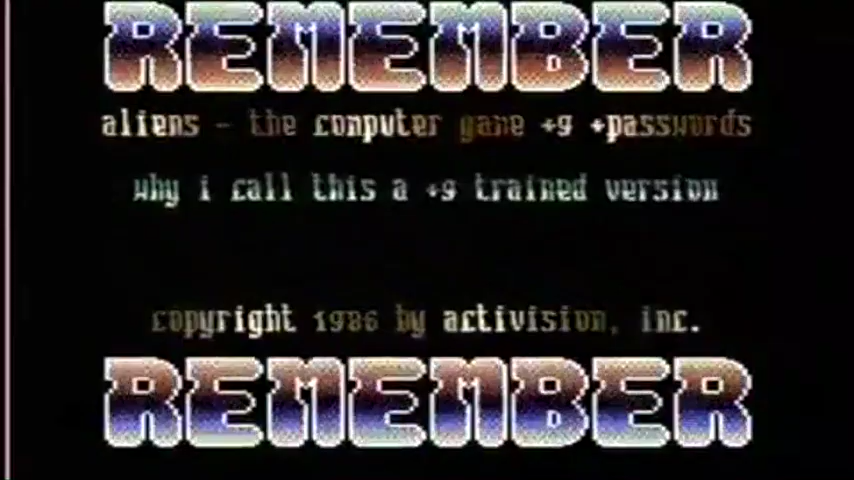 REMEMBER
aliens - the computer game +9 +passwords
why i call this a +9 trained version
copyright 1986 by activision, inc.
REMEMBER